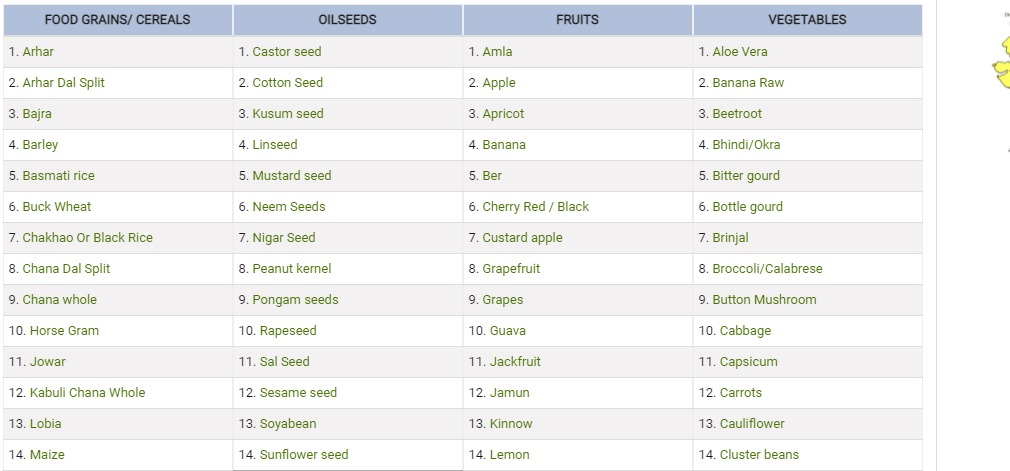 FOOD GRAINS/ CEREALS OILSEEDS FRUITS VEGETABLES
1. Arhar 1. Castor seed 1. Amla 1. Aloe Vera
2. Arhar Dal Split 2. Cotton Seed 2. Apple 2. Banana Raw
3. Bajra 3. Kusum seed 3. Apricot 3. Beetroot
4. Barley 4. Linseed 4. Banana 4. Bhindi/Okra
5. Basmati rice 5. Mustard seed 5. Ber 5. Bitter gourd
6. Buck Wheat 6. Neem Seeds 6. Cherry Red / Black 6. Bottle gourd
7. Chakhao Or Black Rice 7. Nigar Seed 7. Custard apple 7. Brinjal
8. Chana Dal Split 8. Peanut kernel 8. Grapefruit 8. Broccoli/Calabrese
9. Chana whole 9. Pongam seeds 9. Grapes 9. Button Mushroom
10. Horse Gram 10. Rapeseed 10. Guava 10. Cabbage
11. Jowar 11. Sal Seed 11. Jackfruit 11. Capsicum
12. Kabuli Chana Whole 12. Sesame seed 12. Jamun 12. Carrots
13. Lobia 13. Soyabean 13. Kinnow 13. Cauliflower
14. Maize 14. Sunflower seed 14. Lemon 14. Cluster beans